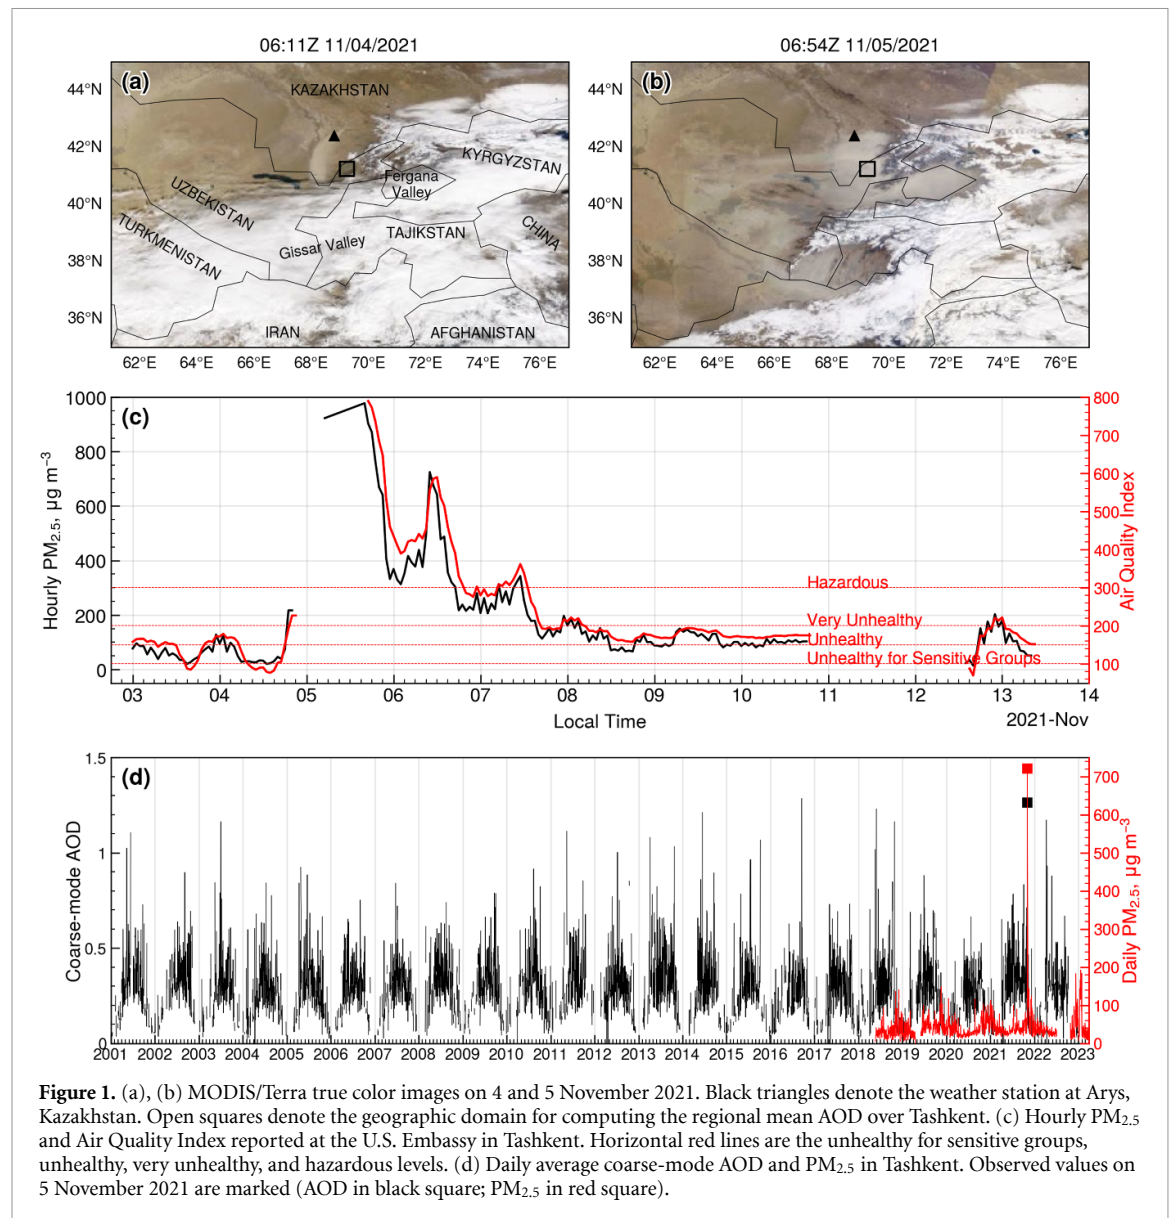 06:11Z 11/04/2021
06:54Z 11/05/2021
(a)
44°N
42°N
40°N
38°N
36°N
KAZAKHSTAN
KYRGYZSTAN
Fergana
Valley
UZBEKISTAN
TURKMENISTAN
Gissar Valley
TAJIKSTAN
CHINA
IRAN
AFGHANISTAN
62°E 64°E 66°E 68°E 70°E 72°E 74°E 76°E
(b)
44°N
42°N
40°N
38°N
36°N
62°E 64°E 66°E 68°E 70°E 72°E 74°E 76°E
(c)
Hourly PM2.5, μg m−3
1000
800
600
400
200
0
Air Quality Index
800
700
600
500
400
300
200
100
Hazardous
Very Unhealthy
Unhealthy
Unhealthy for Sensitive Groups
03 04 05 06 07 08 09 10 11 12 13 14
Local Time
2021-Nov
(d)
Coarse-mode AOD
1.5
1
0.5
0
Daily PM2.5, μg m−3
700
600
500
400
300
200
100
0
2001 2002 2003 2004 2005 2006 2007 2008 2009 2010 2011 2012 2013 2014 2015 2016 2017 2018 2019 2020 2021 2022 2023
Figure 1. (a), (b) MODIS/Terra true color images on 4 and 5 November 2021. Black triangles denote the weather station at Arys,
Kazakhstan. Open squares denote the geographic domain for computing the regional mean AOD over Tashkent. (c) Hourly PM2.5
and Air Quality Index reported at the U.S. Embassy in Tashkent. Horizontal red lines are the unhealthy for sensitive groups,
unhealthy, very unhealthy, and hazardous levels. (d) Daily average coarse-mode AOD and PM2.5 in Tashkent. Observed values on
5 November 2021 are marked (AOD in black square; PM2.5 in red square).